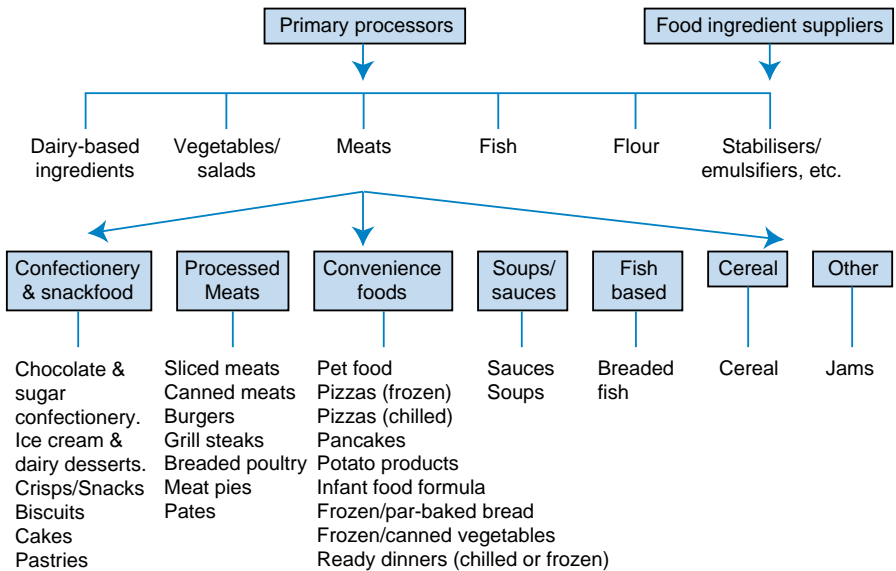 Primary processors
Food ingredient suppliers
Dairy-based
ingredients
Vegetables/
salads
Meats
Fish
Flour
Stabilisers/
emulsifiers, etc.
Confectionery
& snackfood
Processed
Meats
Convenience
foods
Soups/
sauces
Fish
based
Cereal
Other
Chocolate &
sugar
confectionery.
Ice cream &
dairy desserts.
Crisps/Snacks
Biscuits
Cakes
Pastries
Sliced meats
Canned meats
Burgers
Grill steaks
Breaded poultry
Meat pies
Pates
Pet food
Pizzas (frozen)
Pizzas (chilled)
Pancakes
Potato products
Infant food formula
Frozen/par-baked bread
Frozen/canned vegetables
Ready dinners (chilled or frozen)
Sauces
Soups
Breaded
fish
Cereal
Jams